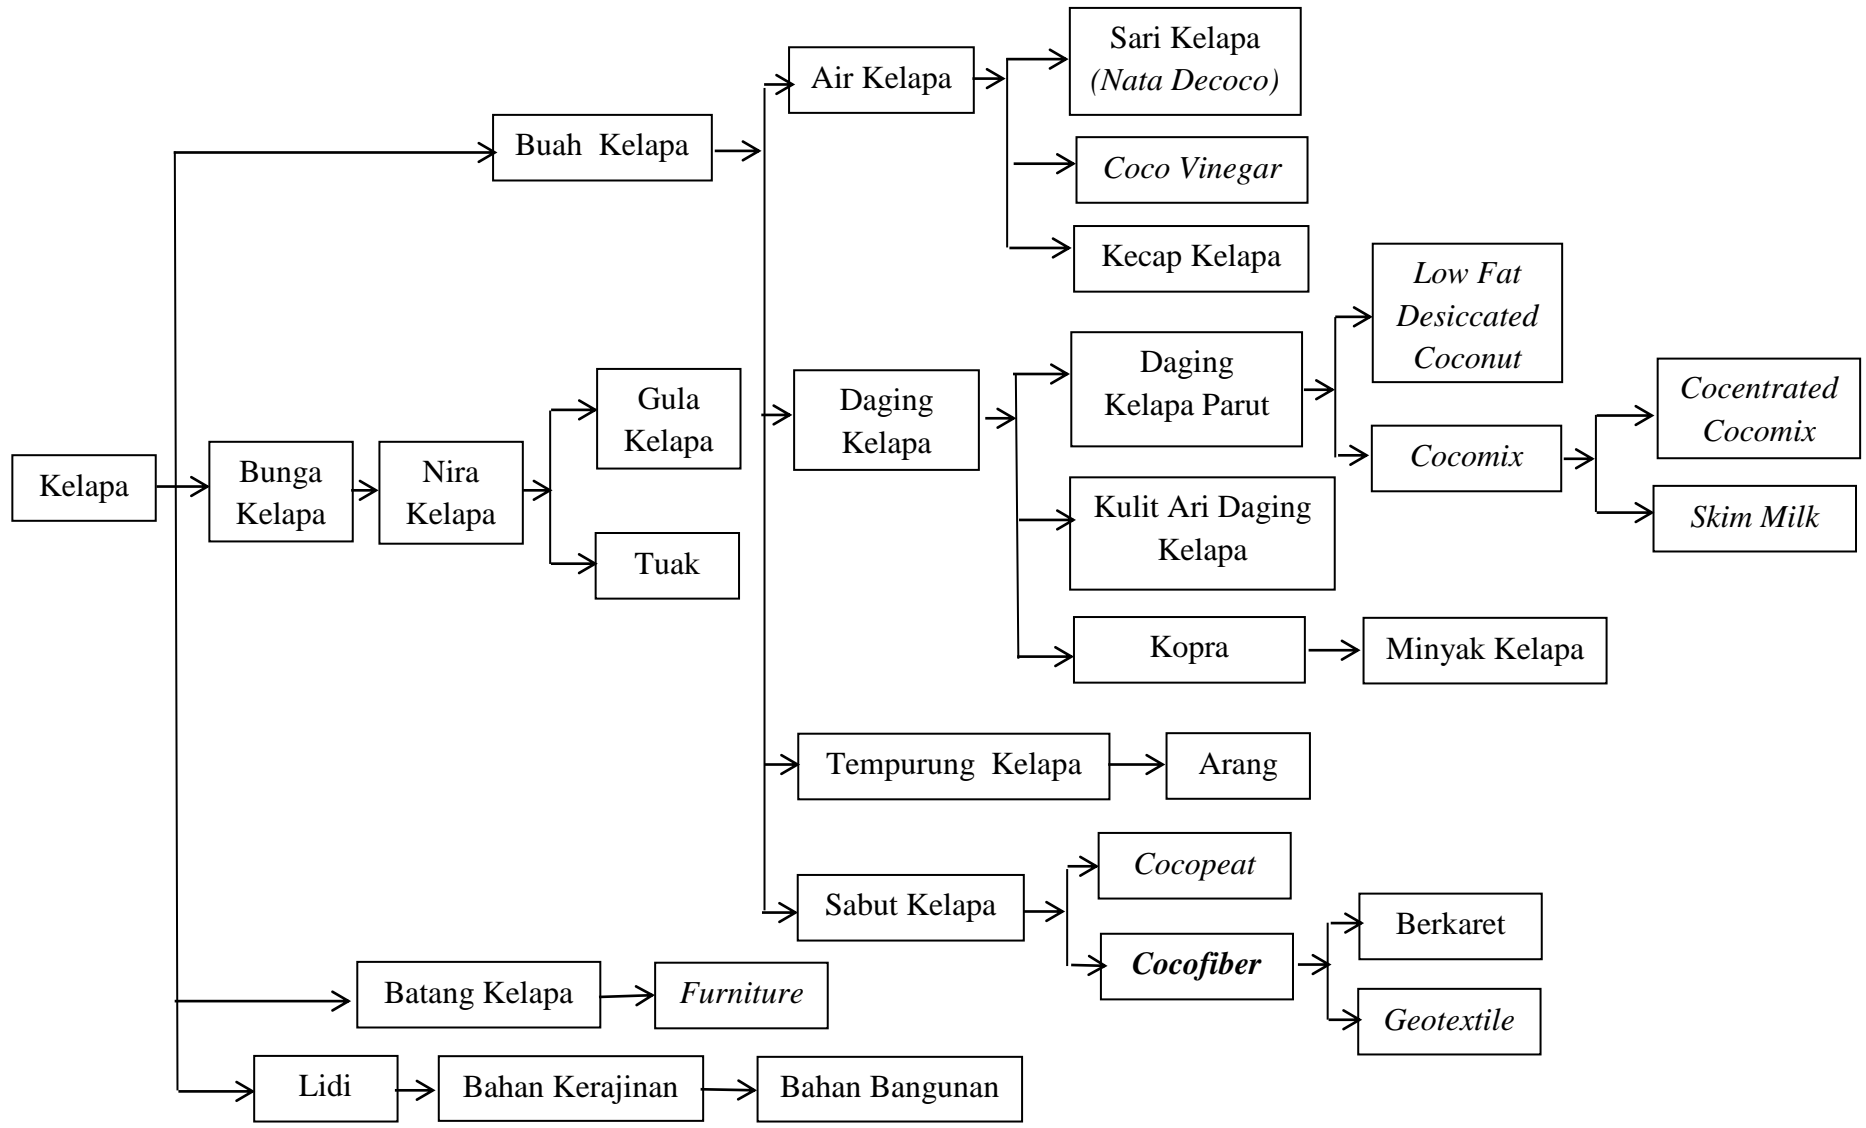 Sari Kelapa
(Nata Decoco)
Air Kelapa
Buah  Kelapa
Coco Vinegar
Kecap Kelapa
Low Fat
Desiccated
Coconut
Daging
Kelapa Parut
Gula
Kelapa
Daging
Kelapa
Cocentrated
Cocomix
Cocomix
Kelapa
Bunga
Kelapa
Nira
Kelapa
Kulit Ari Daging
Kelapa
Skim Milk
Tuak
Kopra
Minyak Kelapa
Tempurung  Kelapa
Arang
Cocopeat
Sabut Kelapa
Berkaret
Cocofiber
Batang Kelapa
Furniture
Geotextile
Lidi
Bahan Kerajinan
Bahan Bangunan